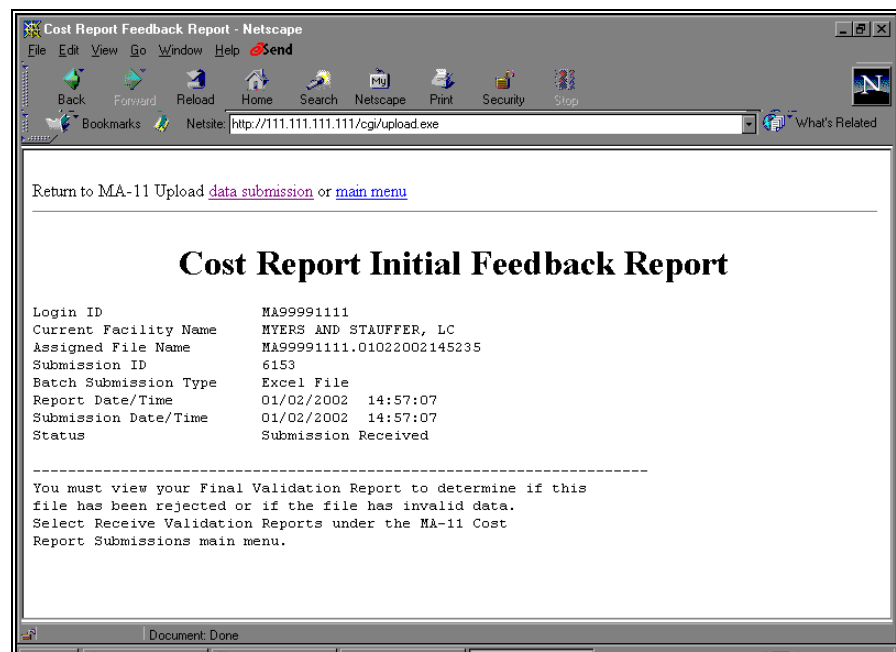 Cost Report Feedback Report - Netscape
File Edit View Go Window Help Send
Back Forward Reload Home Search Netscape Print Security Stop
My
N
Bookmarks Netsite: http://111.111.111.111/cgi/upload.exe What's Related
Return to MA-11 Upload data submission or main menu
Cost Report Initial Feedback Report
Login ID MA99991111
Current Facility Name MYERS AND STAUFFER, LC
Assigned File Name MA99991111.01022002145235
Submission ID 6153
Batch Submission Type Excel File
Report Date/Time 01/02/2002 14:57:07
Submission Date/Time 01/02/2002 14:57:07
Status Submission Received
----------------------------------------------------------------------
You must view your Final Validation Report to determine if this
file has been rejected or if the file has invalid data.
Select Receive Validation Reports under the MA-11 Cost
Report Submissions main menu.
Document: Done